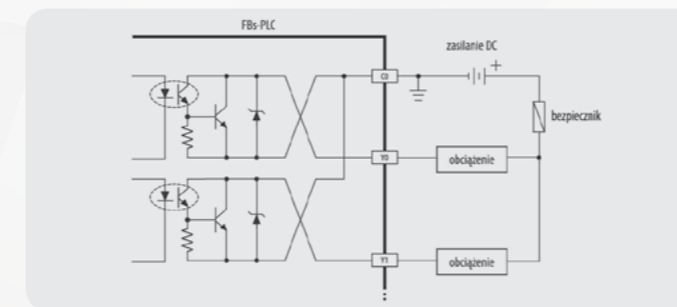 FBs-PLC
zasilanie DC
C0
+
bezpiecznik
Y0
obciążenie
Y1
obciążenie